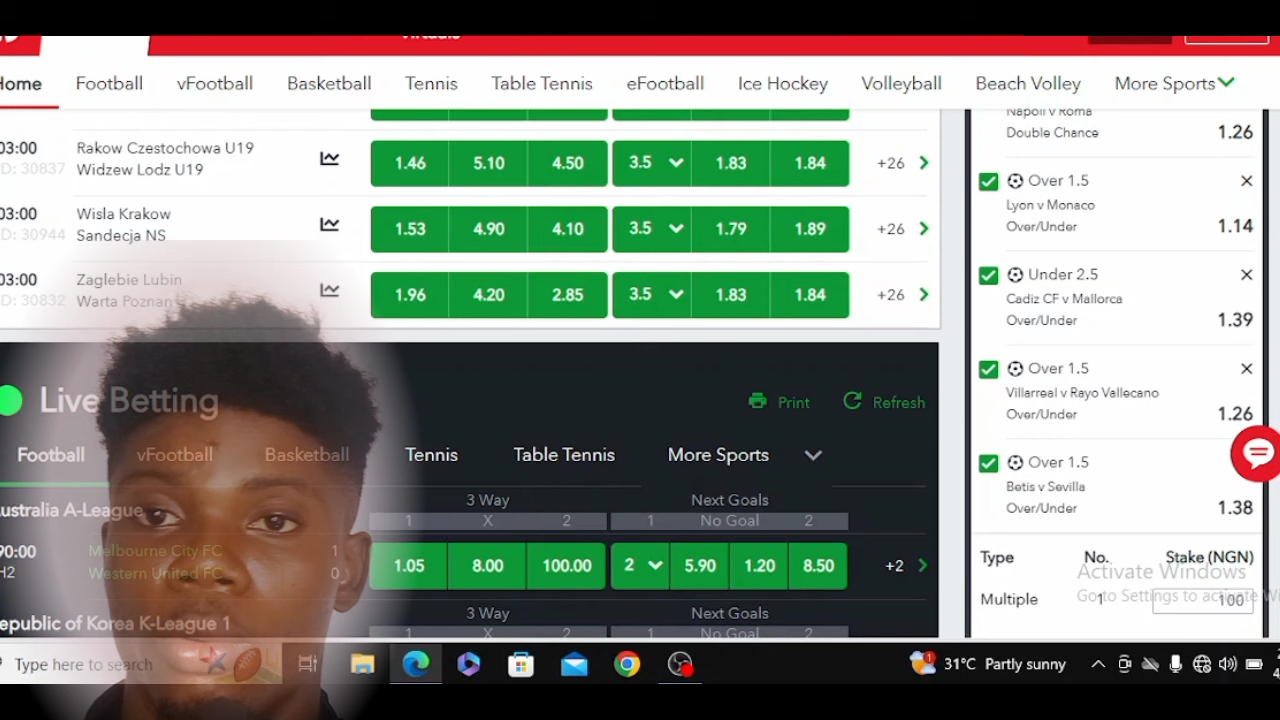 Home Football vFootball Basketball Tennis Table Tennis eFootball Ice Hockey Volleyball Beach Volley More Sports
03:00 Rakow Czestochowa U19 1.46 5.10 4.50 3.5 1.83 1.84 +26
D: 30837 Widzew Lodz U19
03:00 Wisla Krakow 1.53 4.90 4.10 3.5 1.79 1.89 +26
D: 30944 Sandecja NS
03:00 Zaglebie Lubin 1.96 4.20 2.85 3.5 1.83 1.84 +26
D: 30832 Warta Poznan
Live Betting Print Refresh
Football vFootball Basketball Tennis Table Tennis More Sports
3 Way Next Goals
ustralia A-League 1 X 2 1 No Goal 2
90:00 Melbourne City FC 1 1.05 8.00 100.00 2 5.90 1.20 8.50 +2
H2 Western United FC 0
3 Way Next Goals
epublic of Korea K-League 1 1 X 2 1 No Goal 2
Napoli v Roma
Double Chance 1.26
Over 1.5
Lyon v Monaco
Over/Under 1.14
Under 2.5
Cadiz CF v Mallorca
Over/Under 1.39
Over 1.5
Villarreal v Rayo Vallecano
Over/Under 1.26
Over 1.5
Betis v Sevilla
Over/Under 1.38
Type No. Stake (NGN)
Activate Windows
Go to Settings to activate Wi
Multiple 1 100
Type here to search 1 31°C Partly sunny